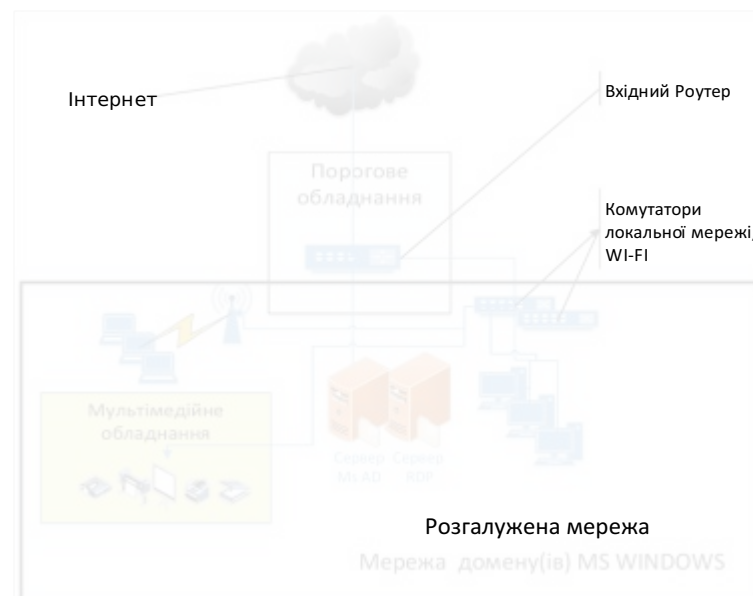 Інтернет
Вхідний Роутер
Порогове
обладнання
Комутатори
локальної мережі,
WI-FI
Мультимедійне
обладнання
Сервер Сервер
MS AD RDP
Розгалужена мережа
Мережа домену(ів) MS WINDOWS